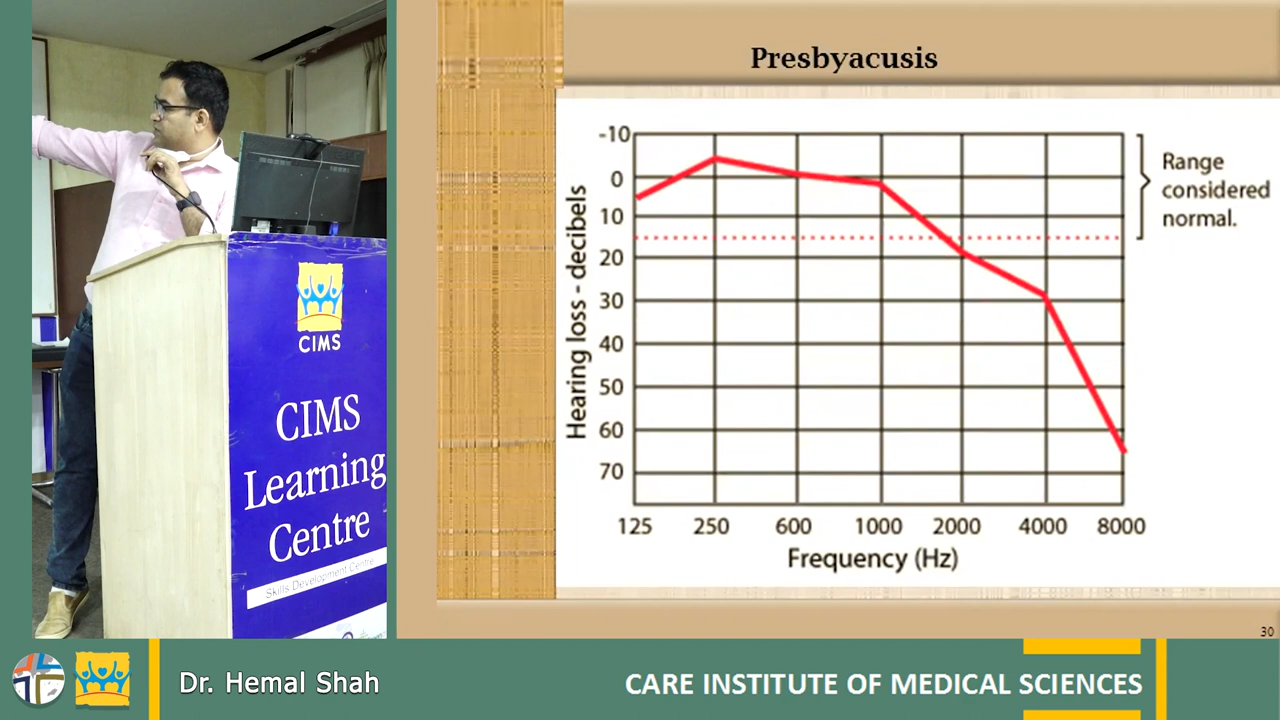 Presbyacusis
-10
0
10
20
30
40
50
60
70
Hearing loss - decibels
125 250 600 1000 2000 4000 8000
Frequency (Hz)
Range
considered
normal.
30
CIMS
CIMS
Learning
Centre
Skills Development Centre
Dr. Hemal Shah
CARE INSTITUTE OF MEDICAL SCIENCES